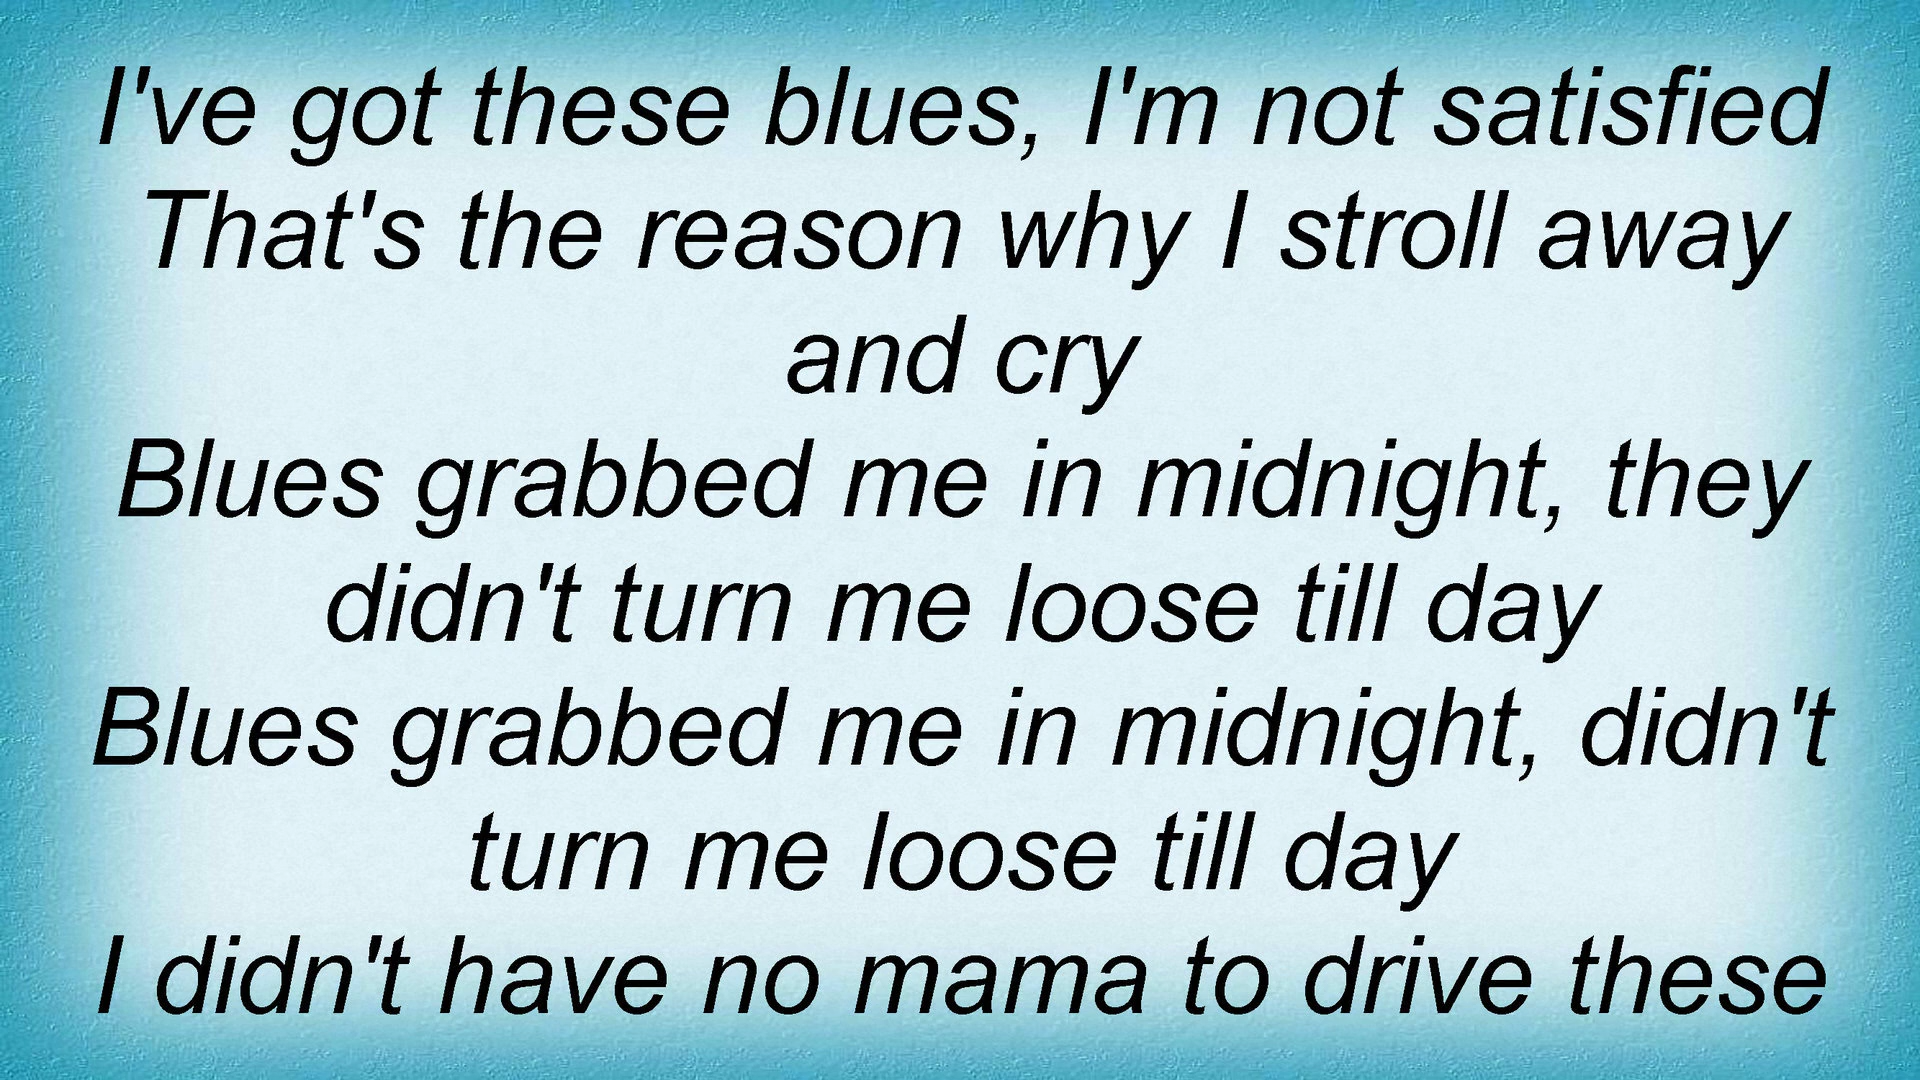 I've got these blues, I'm not satisfied
That's the reason why I stroll away
and cry
Blues grabbed me in midnight, they
didn't turn me loose till day
Blues grabbed me in midnight, didn't
turn me loose till day
I didn't have no mama to drive these